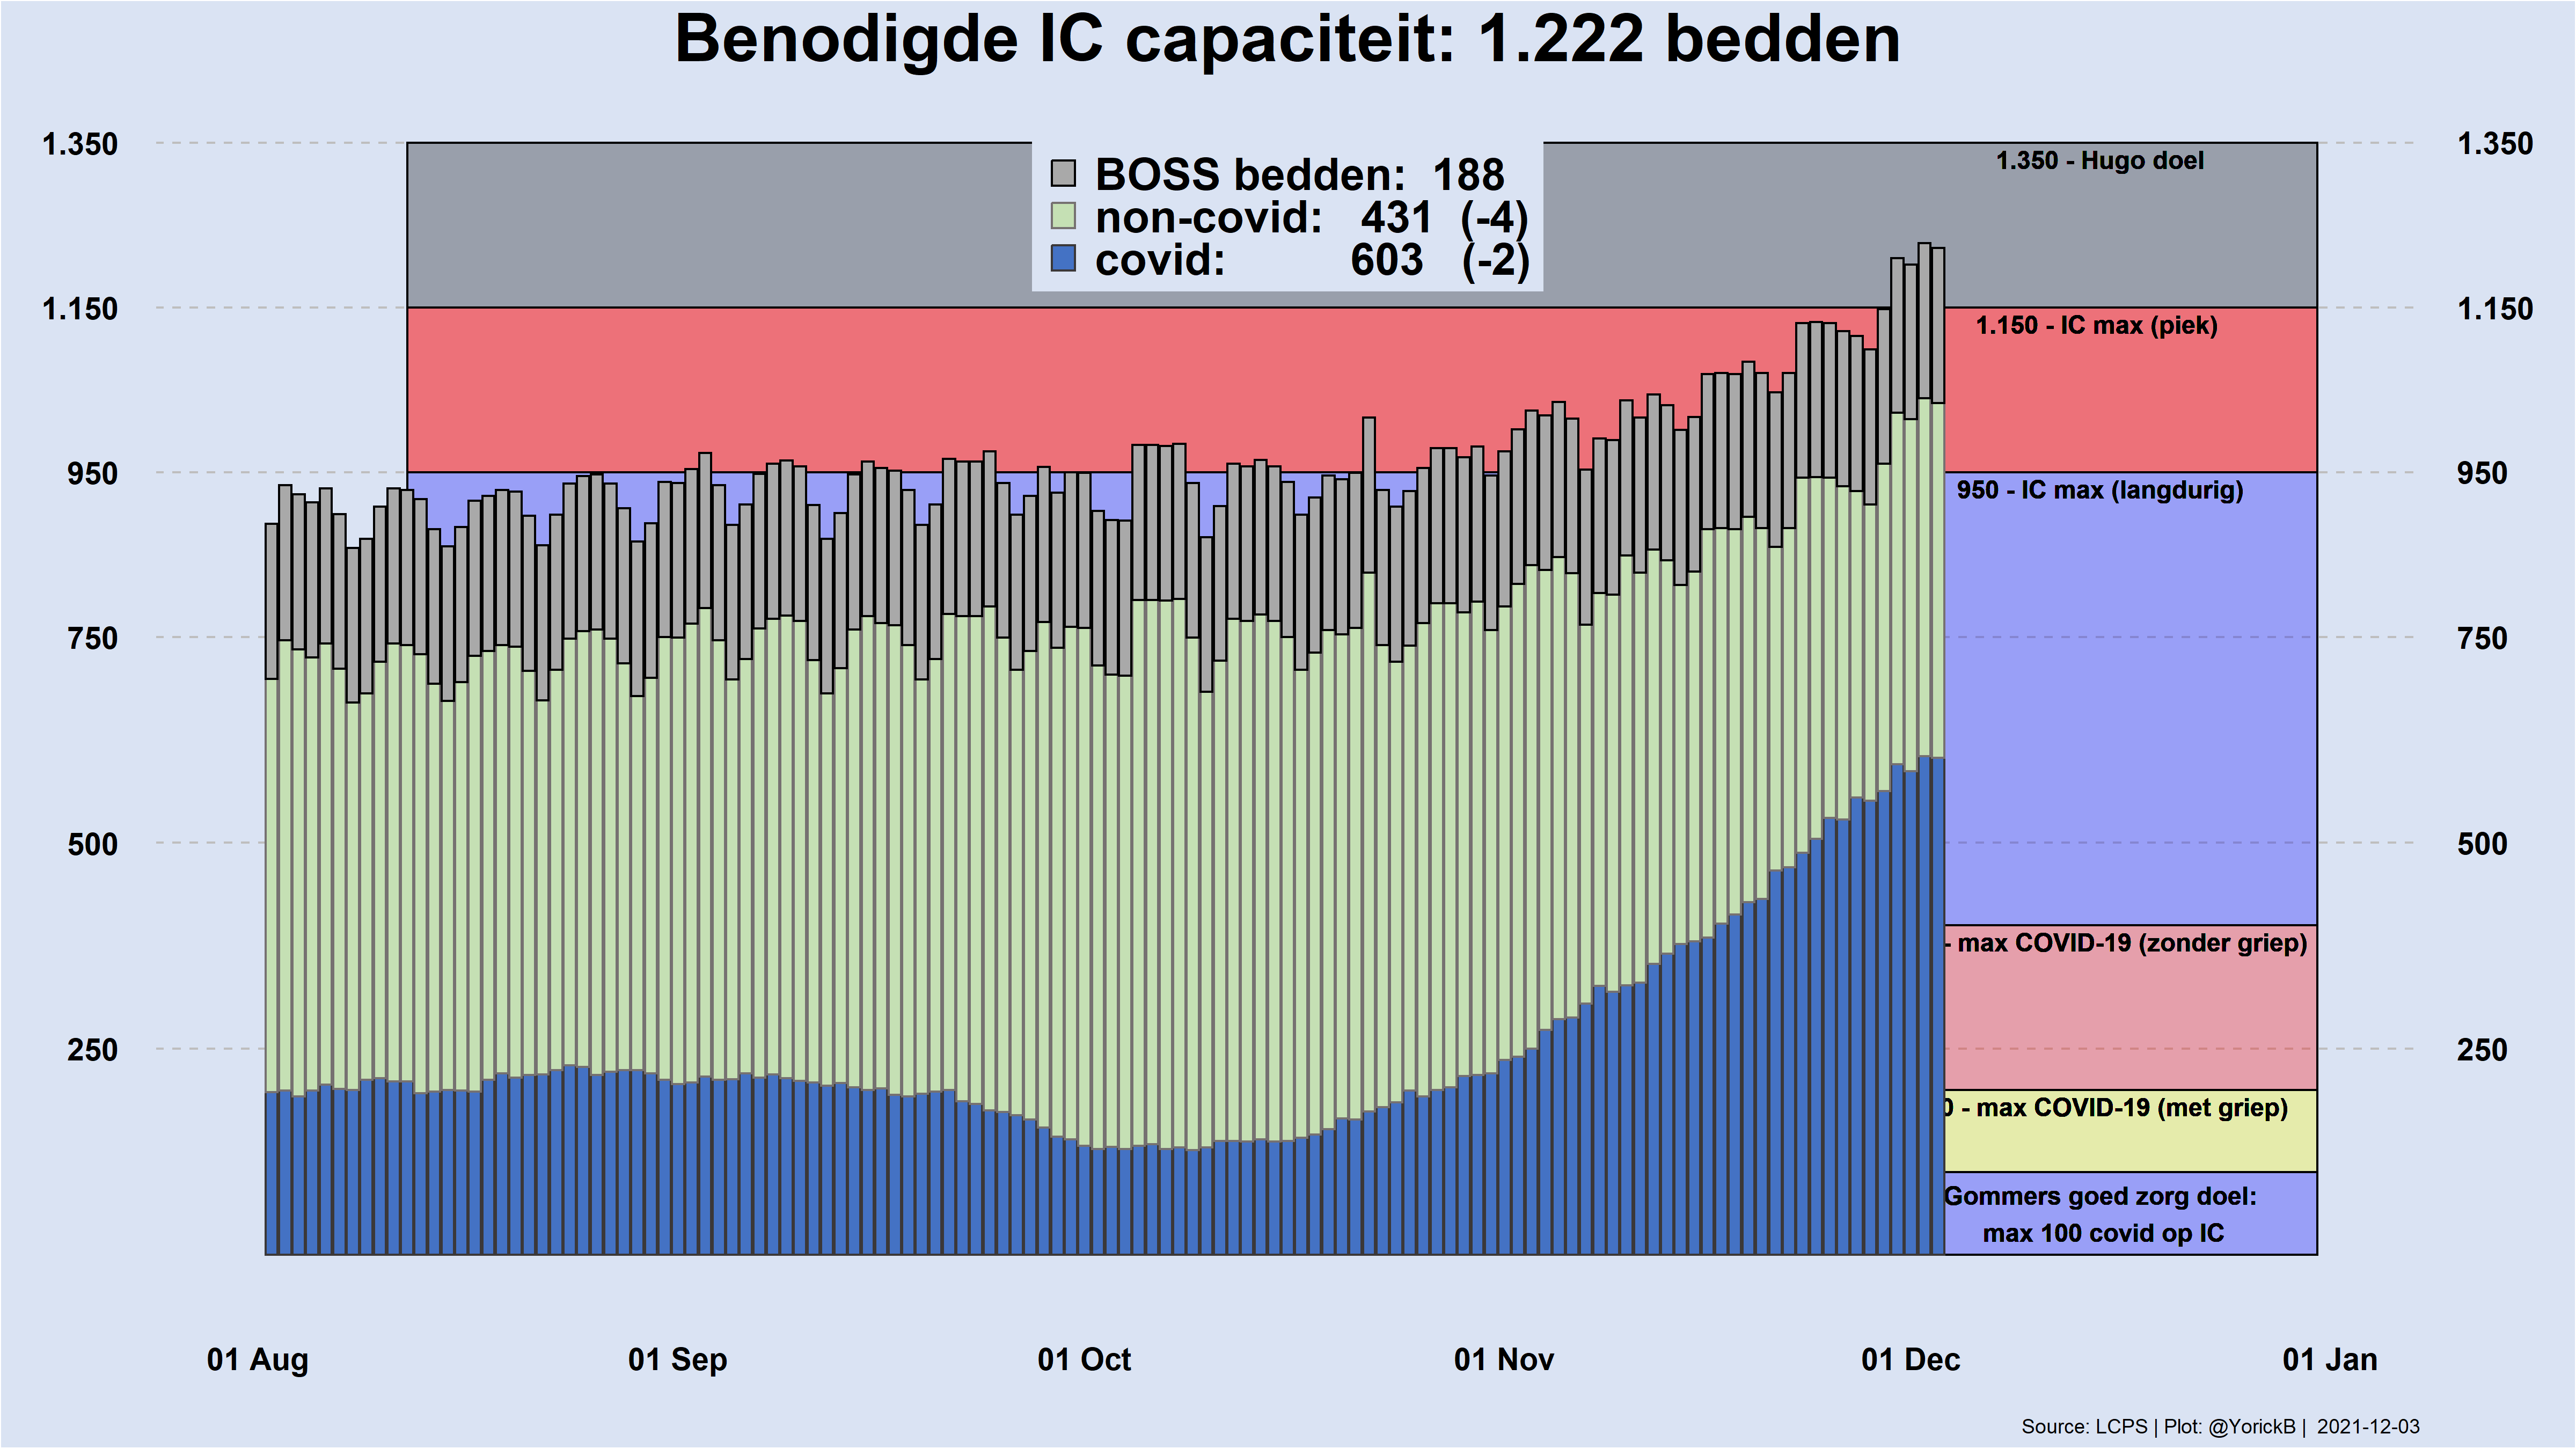 Benodigde IC capaciteit: 1.222 bedden
BOSS bedden: 188
non-covid: 431 (-4)
covid: 603 (-2)
1.350
1.150
950
750
500
250
1.350
1.150
950
750
500
250
1.350 - Hugo doel
1.150 - IC max (piek)
950 - IC max (langdurig)
- max COVID-19 (zonder griep)
0 - max COVID-19 (met griep)
Gommers goed zorg doel:
max 100 covid op IC
01 Aug
01 Sep
01 Oct
01 Nov
01 Dec
01 Jan
Source: LCPS | Plot: @YorickB | 2021-12-03